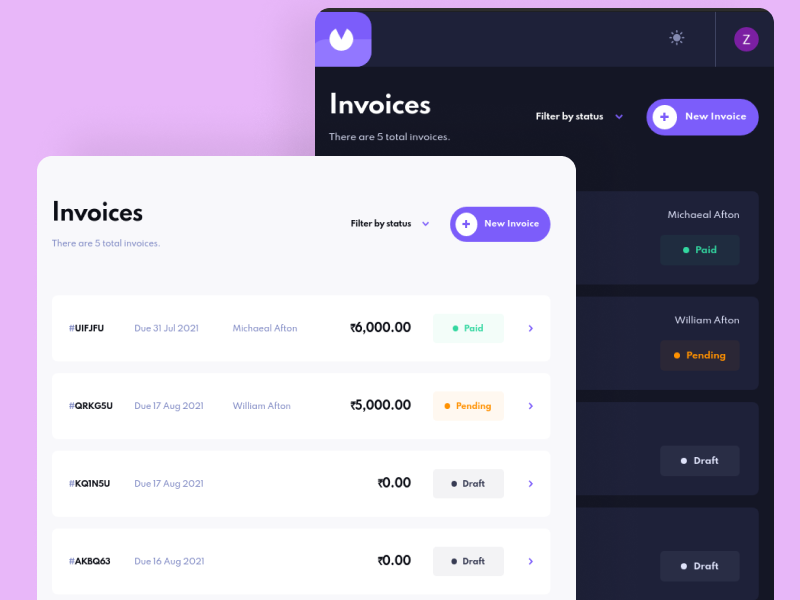 Z
Invoices
Filter by status
New Invoice
There are 5 total invoices.
Michaeal Afton
Paid
William Afton
Pending
Draft
Draft
Invoices
There are 5 total invoices.
Filter by status
New Invoice
#UIFJFU Due 31 Jul 2021 Michaeal Afton ₹6,000.00 Paid
#QRKG5U Due 17 Aug 2021 William Afton ₹5,000.00 Pending
#KQ1N5U Due 17 Aug 2021 ₹0.00 Draft
#AKBQ63 Due 16 Aug 2021 ₹0.00 Draft